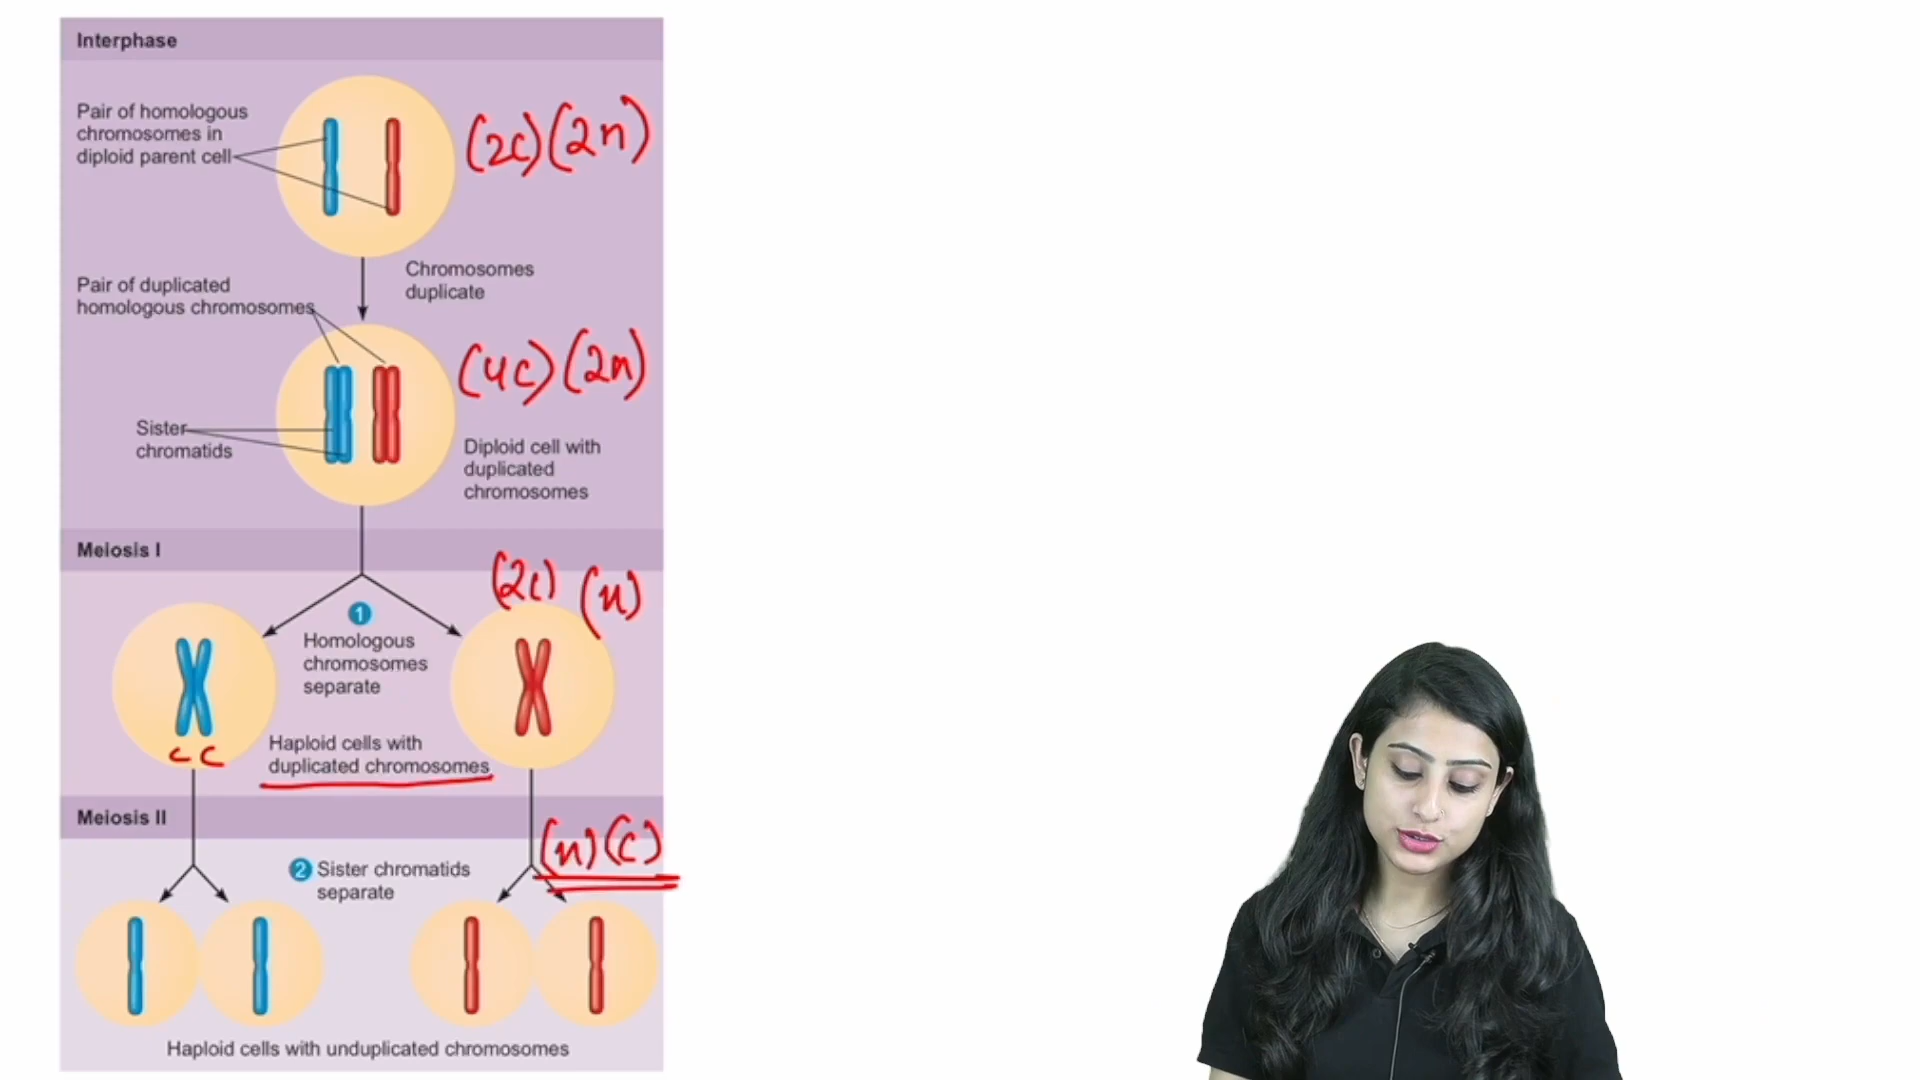 Interphase
Pair of homologous
chromosomes in
diploid parent cell
(2c) (2n)
Chromosomes
duplicate
Pair of duplicated
homologous chromosomes
(4c) (2n)
Sister
chromatids
Diploid cell with
duplicated
chromosomes
Meiosis I
(2c) (n)
1
Homologous
chromosomes
separate
c c
Haploid cells with
duplicated chromosomes
Meiosis II
(n) (c)
2 Sister chromatids
separate
Haploid cells with unduplicated chromosomes